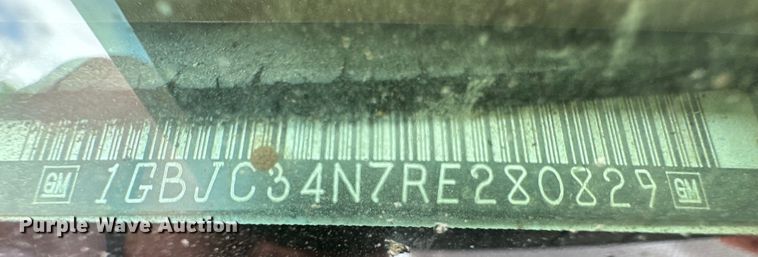 GM 1GBJC34N7RE280829 GM
Purple Wave Auction